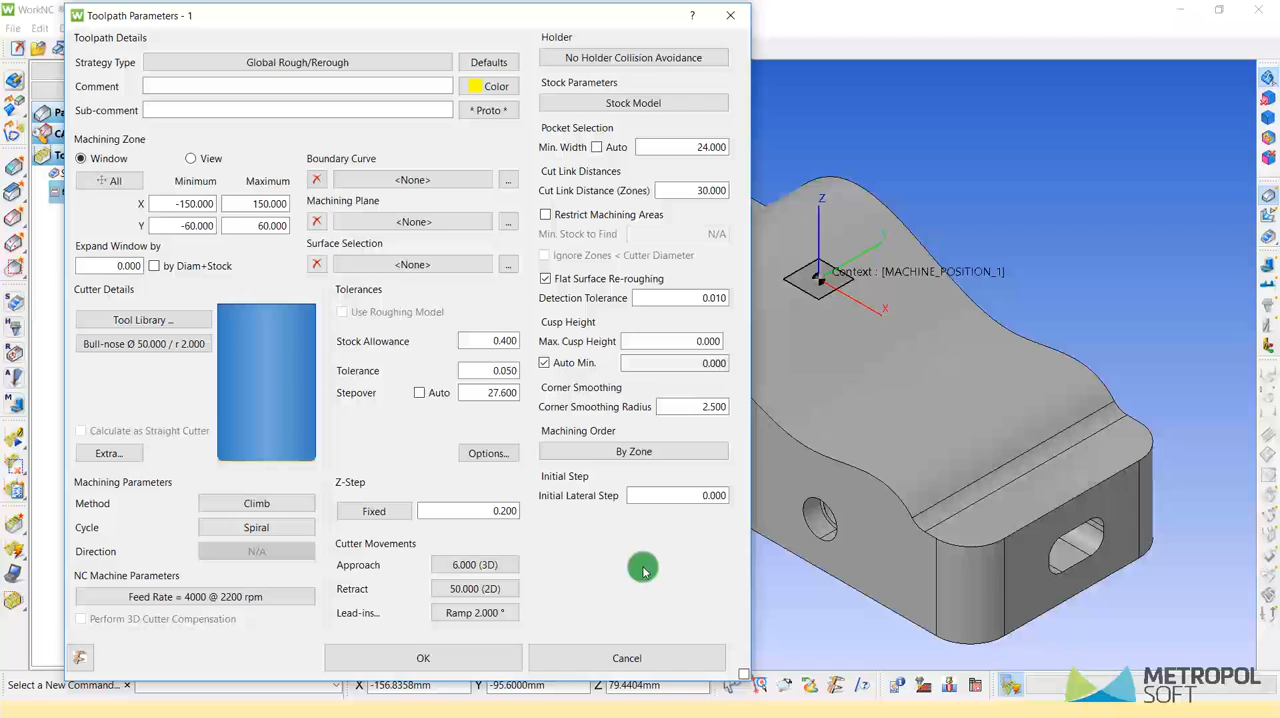 WorkNC
Toolpath Parameters - 1
?
File
Edit
Toolpath Details
Strategy Type
Global Rough/Rerough
Defaults
Comment
Color
Sub-comment
* Proto *
Machining Zone
Window
View
All
Minimum
Maximum
X
-150.000
150.000
Y
-60.000
60.000
Expand Window by
0.000
by Diam+Stock
Boundary Curve
<None>
...
Machining Plane
<None>
...
Surface Selection
<None>
...
Cutter Details
Tool Library ...
Bull-nose Ø 50.000 / r 2.000
Calculate as Straight Cutter
Extra...
Tolerances
Use Roughing Model
Stock Allowance
0.400
Tolerance
0.050
Stepover
Auto
27.600
Options...
Machining Parameters
Method
Climb
Cycle
Spiral
Direction
N/A
Z-Step
Fixed
0.200
Cutter Movements
Approach
6.000 (3D)
Retract
50.000 (2D)
Lead-ins...
Ramp 2.000 °
NC Machine Parameters
Feed Rate = 4000 @ 2200 rpm
Perform 3D Cutter Compensation
Holder
No Holder Collision Avoidance
Stock Parameters
Stock Model
Pocket Selection
Min. Width
Auto
24.000
Cut Link Distances
Cut Link Distance (Zones)
30.000
Restrict Machining Areas
Min. Stock to Find
N/A
Ignore Zones < Cutter Diameter
Flat Surface Re-roughing
Detection Tolerance
0.010
Cusp Height
Max. Cusp Height
0.000
Auto Min.
0.000
Corner Smoothing
Corner Smoothing Radius
2.500
Machining Order
By Zone
Initial Step
Initial Lateral Step
0.000
OK
Cancel
Z
Context : [MACHINE_POSITION_1]
X
Select a New Command...
X
-156.8358mm
Y
-95.6000mm
Z
79.4404mm
METROPOL
SOFT